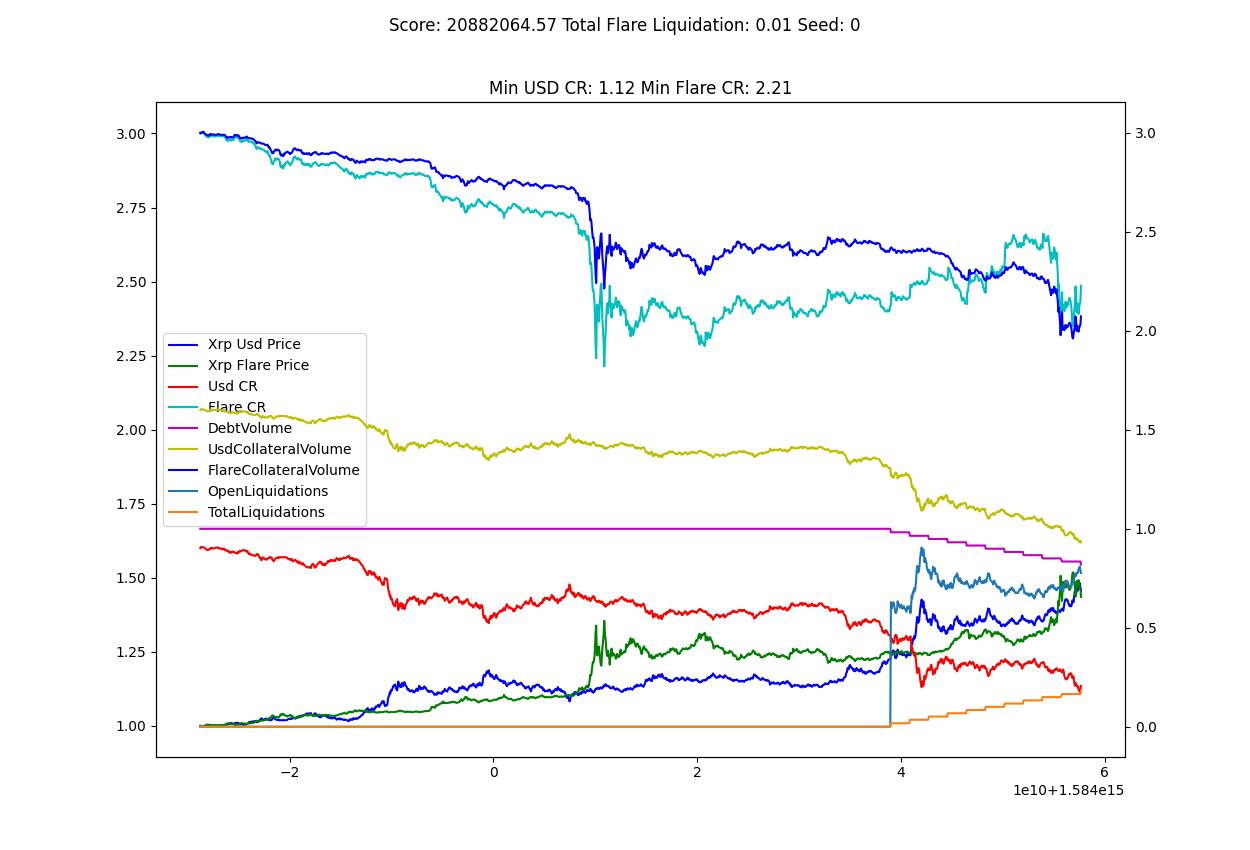 Score: 20882064.57 Total Flare Liquidation: 0.01 Seed: 0
Min USD CR: 1.12 Min Flare CR: 2.21
3.00
2.75
2.50
2.25
2.00
1.75
1.50
1.25
1.00
Xrp Usd Price
Xrp Flare Price
Usd CR
Flare CR
DebtVolume
UsdCollateralVolume
FlareCollateralVolume
OpenLiquidations
TotalLiquidations
3.0
2.5
2.0
1.5
1.0
0.5
0.0
−2 0 2 4 6
1e10+1.584e15